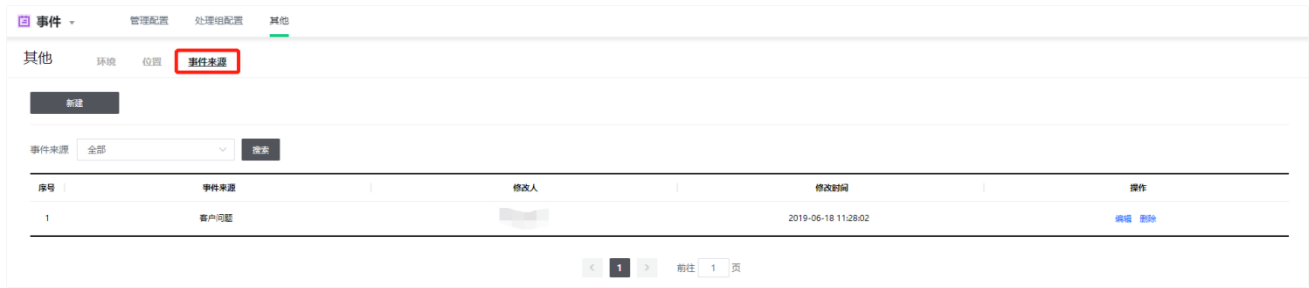 事件 管理配置 处理组配置 其他
其他 环境 位置 事件来源
新建
事件来源 全部 搜索
序号 事件来源 修改人 修改时间 操作
1 客户问题 2019-06-18 11:28:02 编辑 删除
< 1 > 前往 1 页